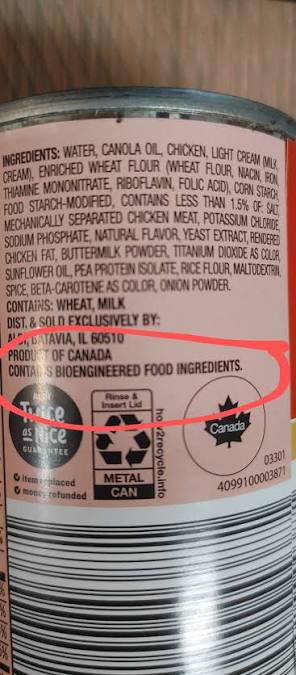 INGREDIENTS: WATER, CANOLA OIL, CHICKEN, LIGHT CREAM (MILK,
CREAM), ENRICHED WHEAT FLOUR (WHEAT FLOUR, NIACIN, IRON,
THIAMINE MONONITRATE, RIBOFLAVIN, FOLIC ACID), CORN STARCH,
FOOD STARCH-MODIFIED, CONTAINS LESS THAN 1.5% OF: SALT,
MECHANICALLY SEPARATED CHICKEN MEAT, POTASSIUM CHLORIDE,
SODIUM PHOSPHATE, NATURAL FLAVOR, YEAST EXTRACT, RENDERED
CHICKEN FAT, BUTTERMILK POWDER, TITANIUM DIOXIDE AS COLOR,
SUNFLOWER OIL, PEA PROTEIN ISOLATE, RICE FLOUR, MALTODEXTRIN,
SPICE, BETA-CAROTENE AS COLOR, ONION POWDER.
CONTAINS: WHEAT, MILK
DIST. & SOLD EXCLUSIVELY BY:
ALDI, BATAVIA, IL 60510
PRODUCT OF CANADA
CONTAINS BIOENGINEERED FOOD INGREDIENTS.
ALDI
Twice
as Nice
GUARANTEE
item replaced
money refunded
Rinse &
Insert Lid
METAL
CAN
how2recycle.info
Canada
03301
4099100003871